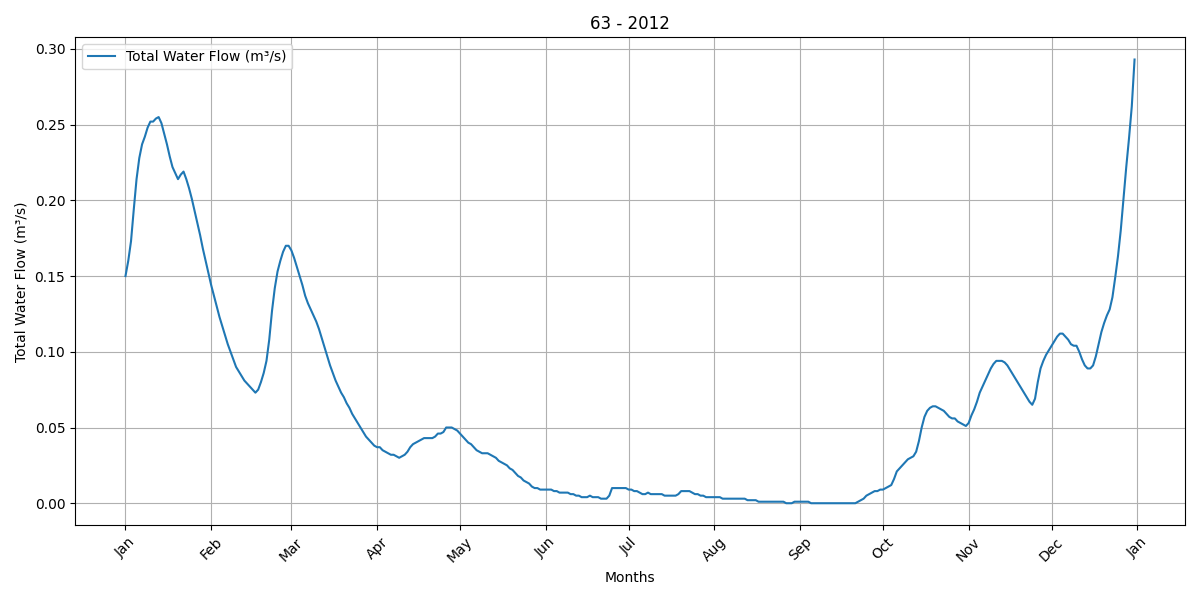 63 - 2012
Total Water Flow (m³/s)
Total Water Flow (m³/s)
0.30
0.25
0.20
0.15
0.10
0.05
0.00
Jan Feb Mar Apr May Jun Jul Aug Sep Oct Nov Dec Jan
Months